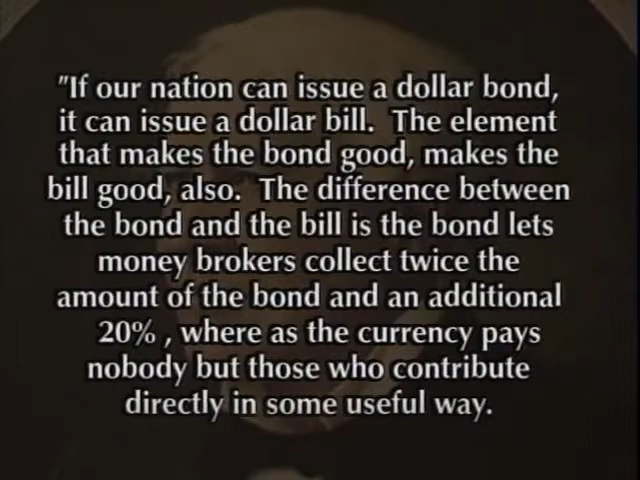 "If our nation can issue a dollar bond,
it can issue a dollar bill.  The element
that makes the bond good, makes the
bill good, also.  The difference between
the bond and the bill is the bond lets
money brokers collect twice the
amount of the bond and an additional
20% , where as the currency pays
nobody but those who contribute
directly in some useful way.